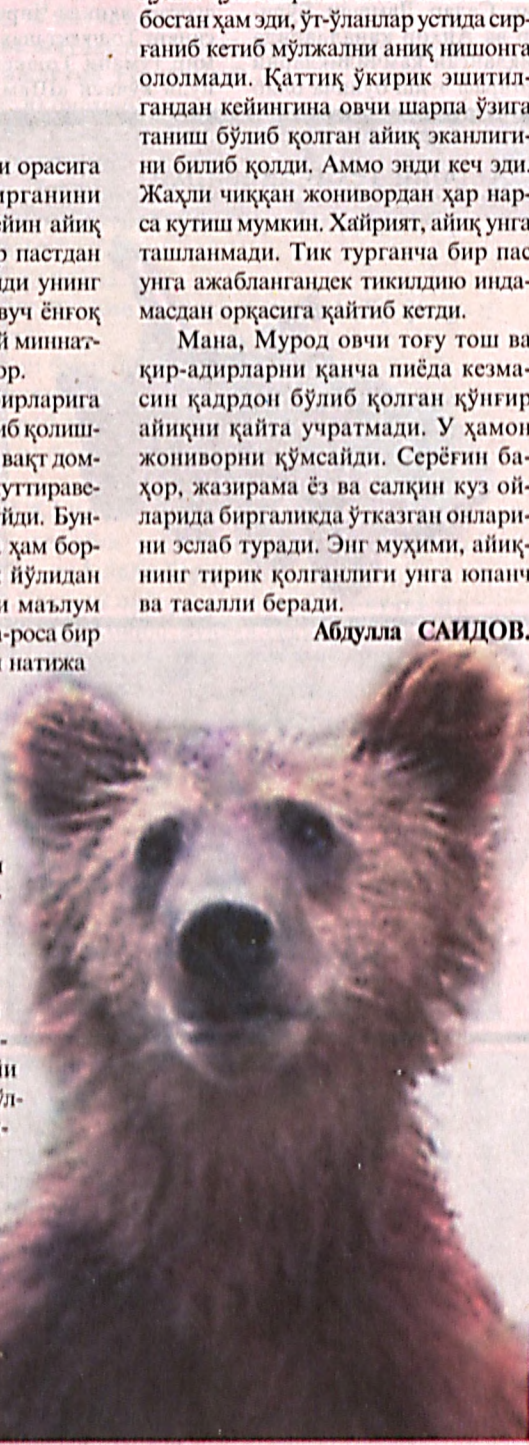 и орасига
ирганини
йин айиқ
р пастдан
ди унинг
вуч ёнғоқ
й миннат-
ор.
ирларига
иб қолиш-
вақт дом-
уттираве-
йди. Бун-
ҳам бор-
йўлидан
и маълум
-роса бир
натижа
ди
ўл-
босган ҳам эди, ўт-ўланлар устида сир-
ғаниб кетиб мўлжални аниқ нишонга
ололмади. Қаттиқ ўкирик эшитил-
гандан кейингина овчи шарпа ўзига
таниш бўлиб қолган айиқ эканлиги-
ни билиб қолди. Аммо энди кеч эди.
Жаҳли чиққан жонивордан ҳар нар-
са кутиш мумкин. Хайрият, айиқ унга
ташланмади. Тик турганча бир пас
унга ажаблангандек тикилдию инда-
масдан орқасига қайтиб кетди.
Мана, Мурод овчи тоғу тош ва
қир-адирларни қанча пиёда кезма-
син қадрдон бўлиб қолган қўнғир
айиқни қайта учратмади. У ҳамон
жониворни қўмсайди. Серёғин ба-
ҳор, жазирама ёз ва салқин куз ой-
ларида биргаликда ўтказган онлари-
ни эслаб туради. Энг муҳими, айиқ-
нинг тирик қолганлиги унга юпанч
ва тасалли беради.
Абдулла САИДОВ.